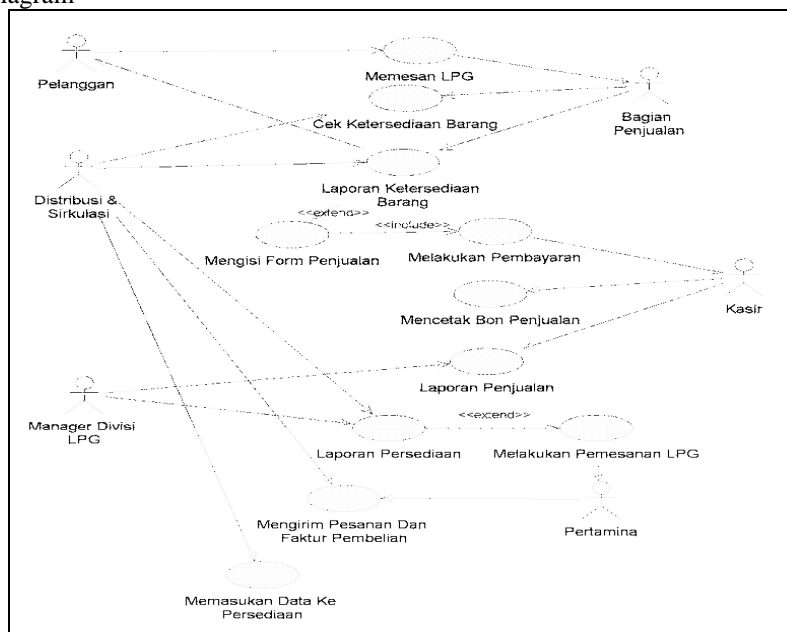 Memesan LPG
Pelanggan
Cek Ketersediaan Barang
Bagian
Penjualan
Distribusi &
Sirkulasi
Laporan Ketersediaan
Barang
<<extend>>
<<include>>
Mengisi Form Penjualan
Melakukan Pembayaran
Mencetak Bon Penjualan
Kasir
Laporan Penjualan
Manager Divisi
LPG
<<extend>>
Laporan Persediaan
Melakukan Pemesanan LPG
Mengirim Pesanan Dan
Faktur Pembelian
Pertamina
Memasukan Data Ke
Persediaan